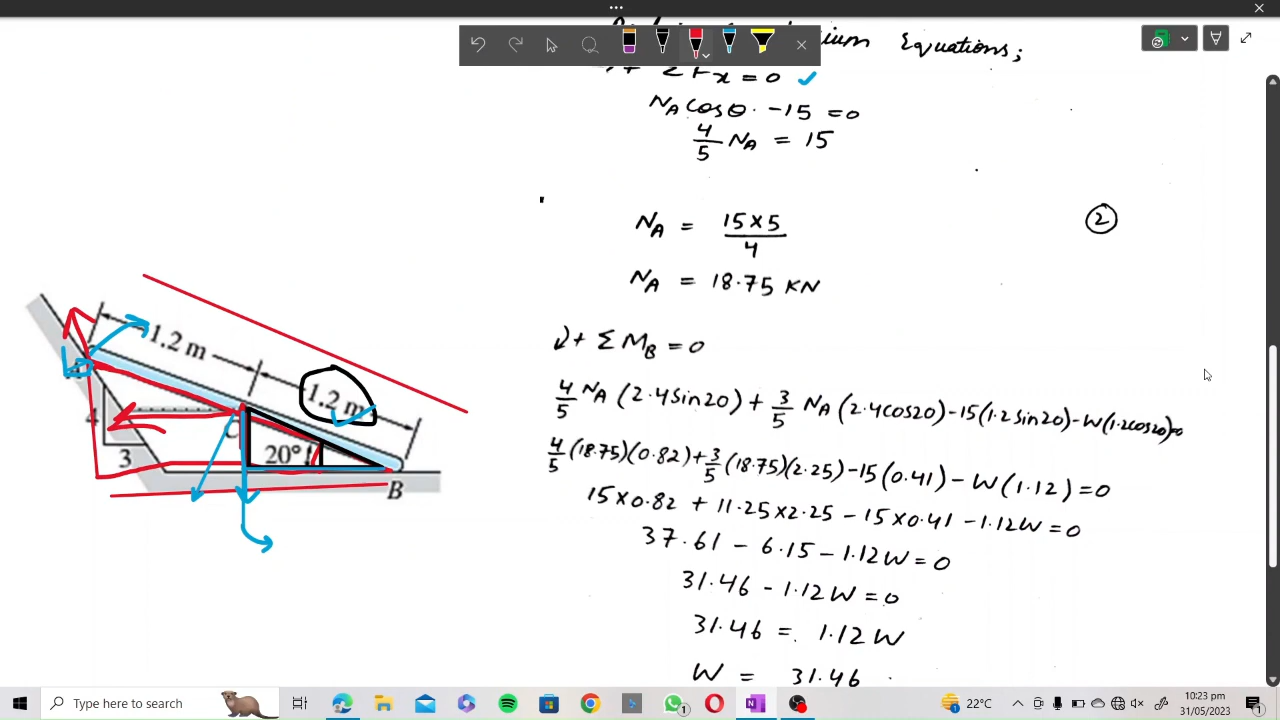 ium Equations;
ΣFx = 0 ✓
NA cosθ - 15 = 0
4/5 NA = 15
NA = 15×5/4
2
NA = 18.75 KN
+ ΣMB = 0
4/5 NA (2.4sin20) + 3/5 NA (2.4cos20) - 15(1.2sin20) - W(1.2cos20)=0
4/5 (18.75)(0.82) + 3/5 (18.75)(2.25) - 15(0.41) - W(1.12) = 0
15×0.82 + 11.25×2.25 - 15×0.41 - 1.12W = 0
37.61 - 6.15 - 1.12W = 0
31.46 - 1.12W = 0
31.46 = 1.12W
W = 31.46
1.2 m
1.2 m
4
3
C
20°
B
Type here to search
1
22°C
10:23 pm
31/05/2023